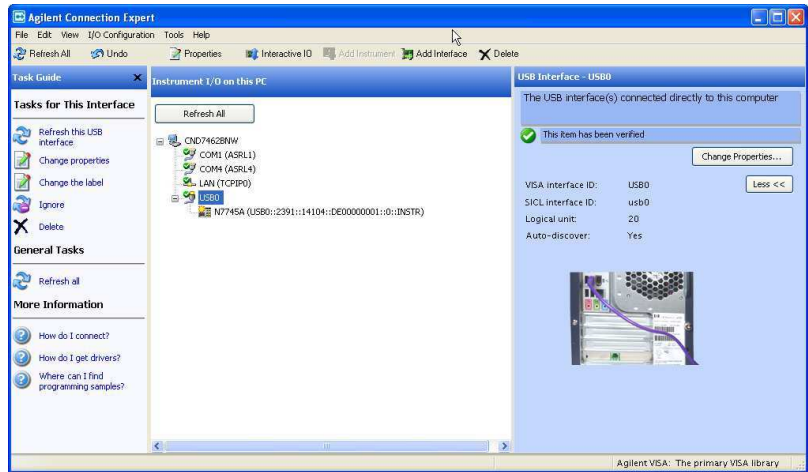 Agilent Connection Expert
File Edit View I/O Configuration Tools Help
Refresh All Undo Properties Interactive IO Add Instrument Add Interface Delete
Task Guide
Tasks for This Interface
Refresh this USB
interface
Change properties
Change the label
Ignore
Delete
General Tasks
Refresh all
More Information
How do I connect?
How do I get drivers?
Where can I find
programming samples?
Instrument I/O on this PC
Refresh All
CND7462BNW
COM1 (ASRL1)
COM4 (ASRL4)
LAN (TCPIP0)
USB0
N7745A (USB0::2391::14104::DE00000001::0::INSTR)
USB Interface - USB0
The USB interface(s) connected directly to this computer
This item has been verified
Change Properties...
VISA interface ID: USB0
Less <<
SICL interface ID: usb0
Logical unit: 20
Auto-discover: Yes
Agilent VISA: The primary VISA library